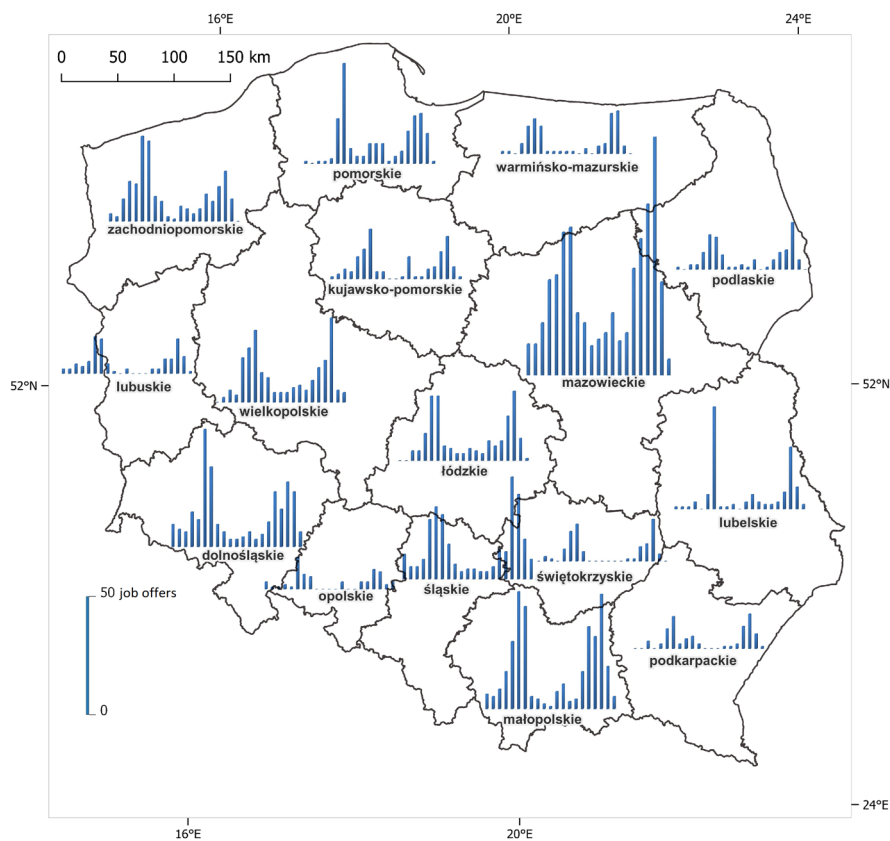 16°E 20°E 24°E
0 50 100 150 km
pomorskie
warmińsko-mazurskie
zachodniopomorskie
podlaskie
kujawsko-pomorskie
mazowieckie
52°N lubuskie 52°N
wielkopolskie
łódzkie
lubelskie
dolnośląskie
świętokrzyskie
śląskie
50 job offers
opolskie
podkarpackie
0
małopolskie
24°E
16°E 20°E